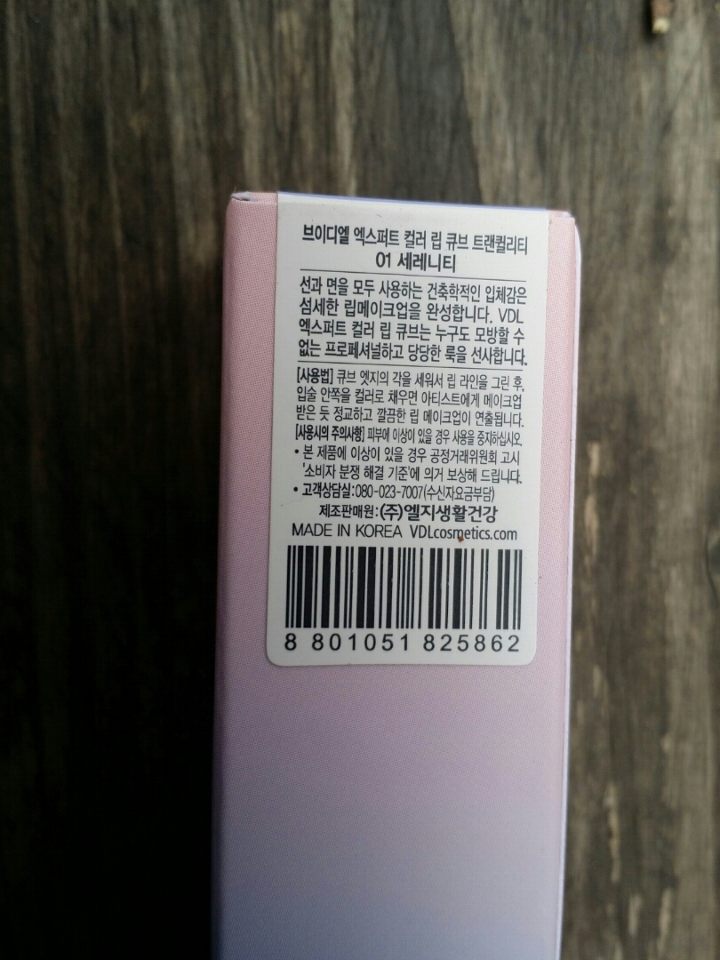 브이디엘 엑스퍼트 컬러 립 큐브 트랜퀼리티
01 세레니티
선과 면을 모두 사용하는 건축학적인 입체감은
섬세한 립메이크업을 완성합니다. VDL
엑스퍼트 컬러 립 큐브는 누구도 모방할 수
없는 프로페셔널하고 당당한 룩을 선사합니다.
[사용법] 큐브 엣지의 각을 세워서 립 라인을 그린 후,
입술 안쪽을 컬러로 채우면 아티스트에게 메이크업
받은 듯 정교하고 깔끔한 립 메이크업이 연출됩니다.
[사용시의 주의사항] 피부에 이상이 있을 경우 사용을 중지하십시오.
• 본 제품에 이상이 있을 경우 공정거래위원회 고시
'소비자 분쟁 해결 기준'에 의거 보상해 드립니다.
• 고객상담실:080-023-7007(수신자요금부담)
제조판매원:(주)엘지생활건강
MADE IN KOREA VDLcosmetics.com
8 801051 825862